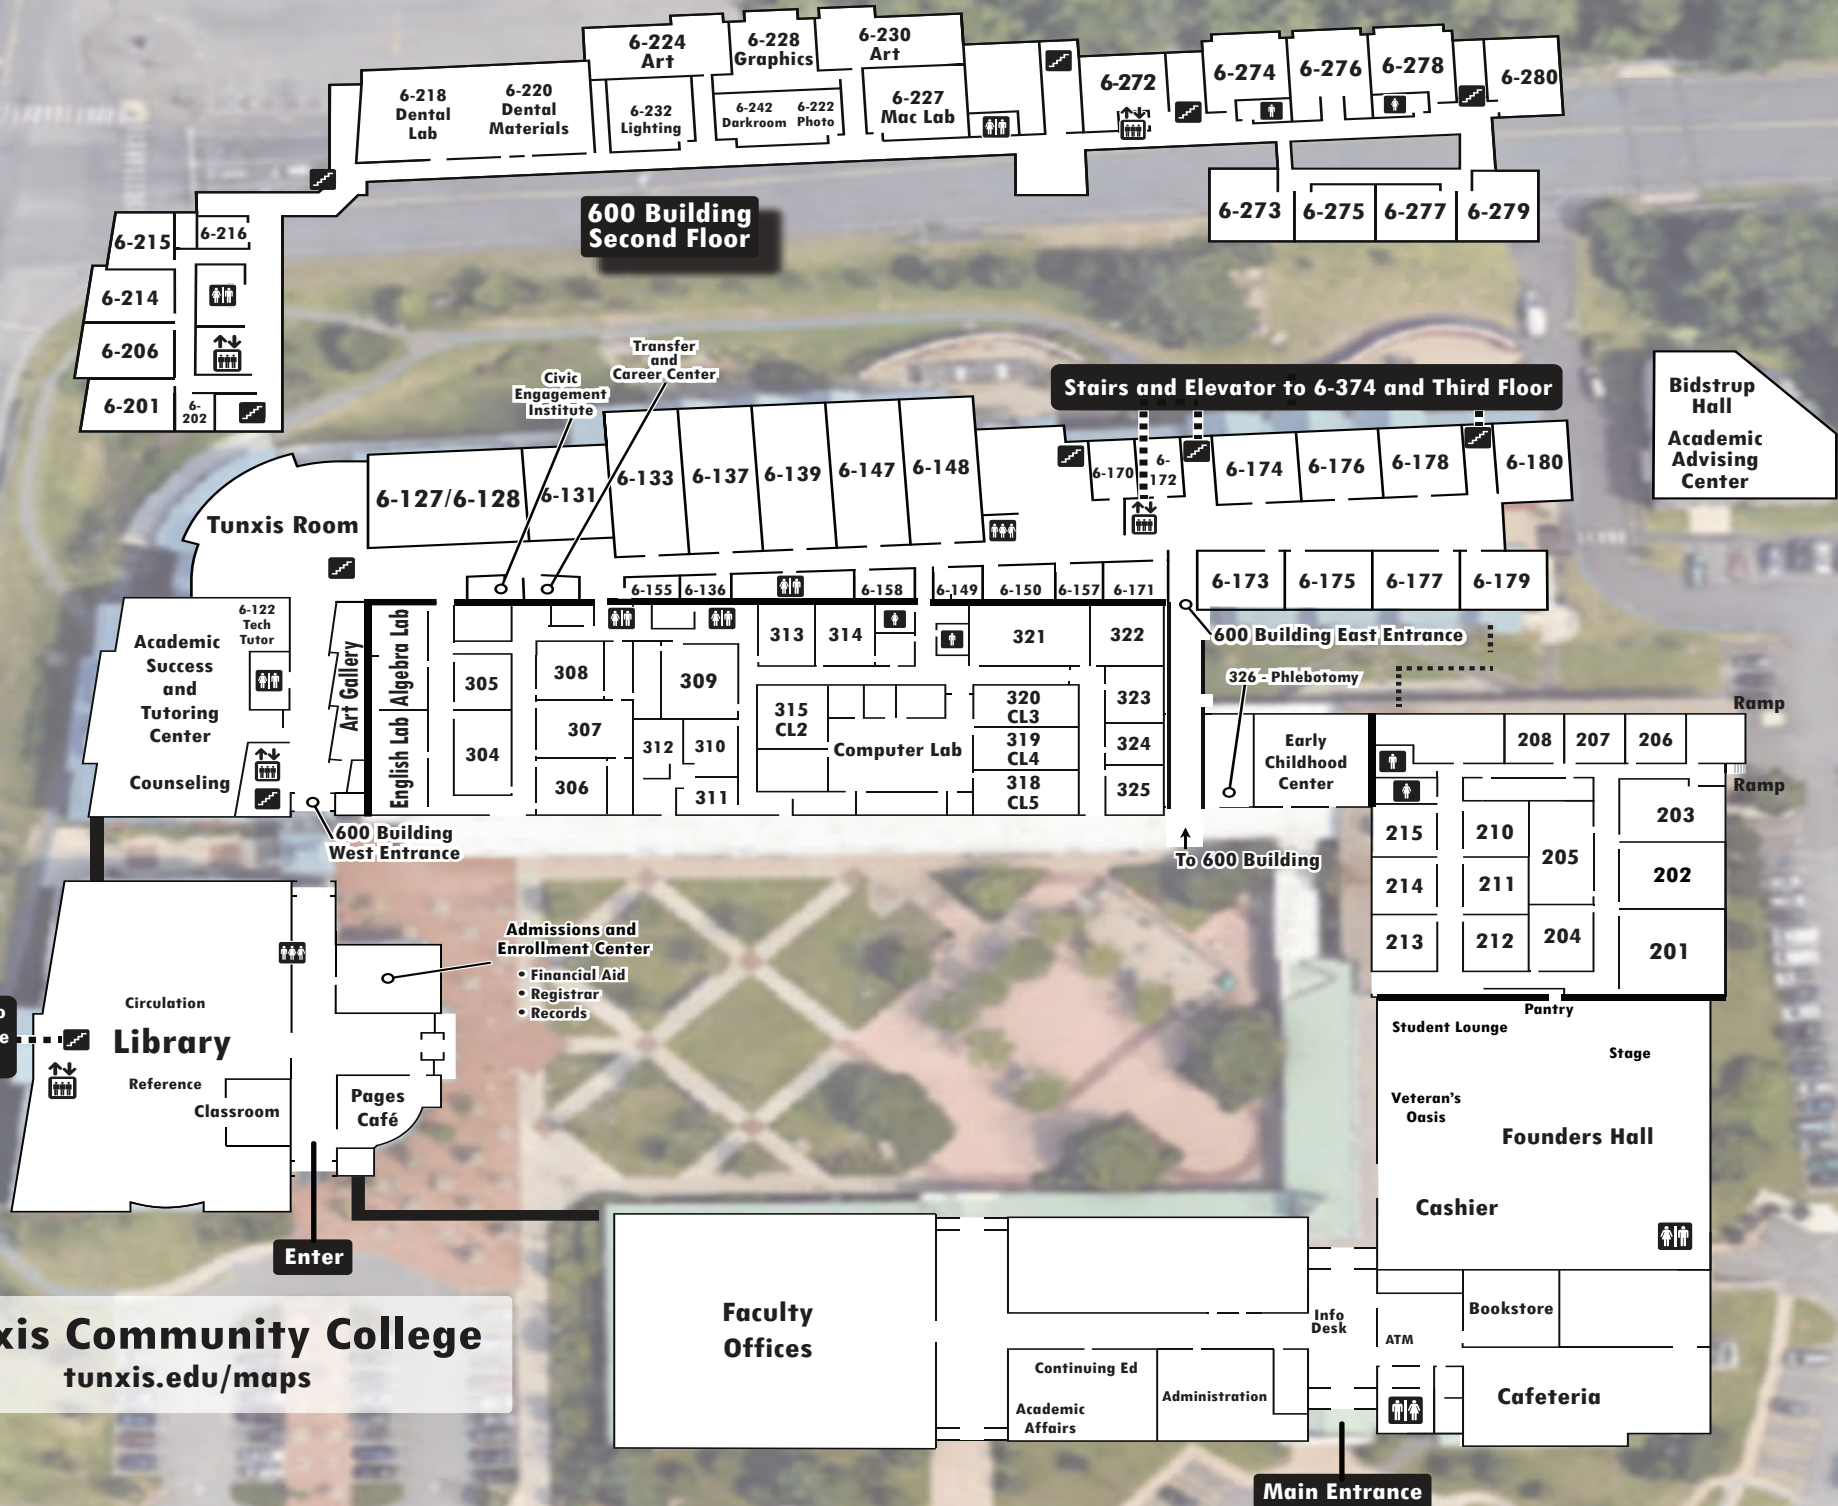 6-224
Art
6-228
Graphics
6-230
Art
6-218
Dental
Lab
6-220
Dental
Materials
6-232
Lighting
6-242
Darkroom
6-222
Photo
6-227
Mac Lab
6-272
6-274
6-276
6-278
6-280
6-273
6-275
6-277
6-279
600 Building
Second Floor
6-215
6-216
6-214
6-206
6-201
6-
202
Transfer
and
Career Center
Civic
Engagement
Institute
Stairs and Elevator to 6-374 and Third Floor
Bidstrup
Hall
Academic
Advising
Center
Tunxis Room
6-127/6-128
6-131
6-133
6-137
6-139
6-147
6-148
6-170
6-
172
6-174
6-176
6-178
6-180
6-155
6-136
6-158
6-149
6-150
6-157
6-171
6-173
6-175
6-177
6-179
600 Building East Entrance
6-122
Tech
Tutor
Academic
Success
and
Tutoring
Center
Counseling
Art Gallery
Algebra Lab
English Lab
305
304
308
307
306
309
312
310
311
313
314
315
CL2
Computer Lab
321
322
320
CL3
319
CL4
318
CL5
323
324
325
326 - Phlebotomy
Early
Childhood
Center
Ramp
208
207
206
Ramp
203
215
210
205
202
214
211
213
212
204
201
600 Building
West Entrance
To 600 Building
Admissions and
Enrollment Center
• Financial Aid
• Registrar
• Records
Circulation
Library
Reference
Classroom
Pages
Café
Enter
Pantry
Student Lounge
Stage
Veteran's
Oasis
Founders Hall
Cashier
Bookstore
Info
Desk
ATM
Cafeteria
Faculty
Offices
Continuing Ed
Academic
Affairs
Administration
Main Entrance
xis Community College
tunxis.edu/maps